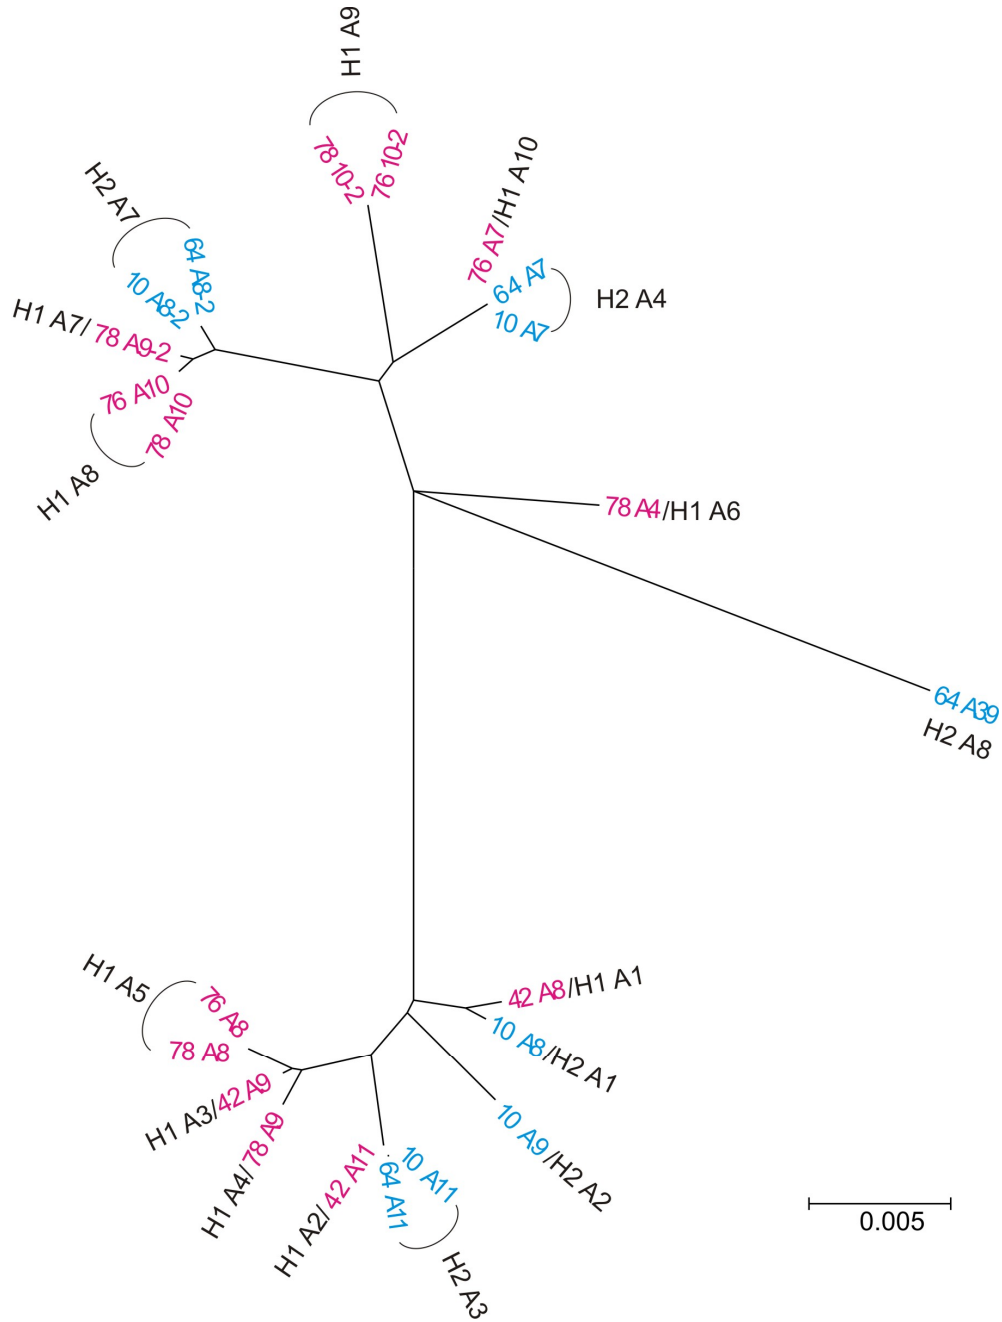 H1 A9
78 10-2
76 10-2
76 A7/H1 A10
H2 A7
64 A8-2
10 A8-2
64 A7
10 A7
H2 A4
H1 A7/ 78 A9-2
76 A10
78 A10
H1 A8
78 A4/H1 A6
64 A39
H2 A8
H1 A5
76 A8
78 A8
42 A8/H1 A1
10 A8/H2 A1
H1 A3/42 A9
H1 A4/ 78 A9
10 A9/H2 A2
H1 A2/ 42 A11
64 A11
10 A11
H2 A3
0.005